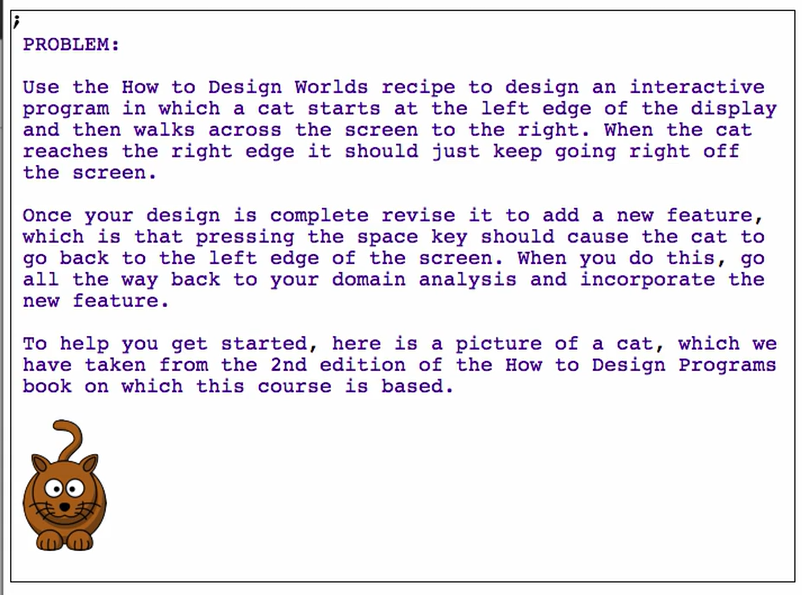 ;
PROBLEM:
Use the How to Design Worlds recipe to design an interactive
program in which a cat starts at the left edge of the display
and then walks across the screen to the right. When the cat
reaches the right edge it should just keep going right off
the screen.
Once your design is complete revise it to add a new feature,
which is that pressing the space key should cause the cat to
go back to the left edge of the screen. When you do this, go
all the way back to your domain analysis and incorporate the
new feature.
To help you get started, here is a picture of a cat, which we
have taken from the 2nd edition of the How to Design Programs
book on which this course is based.